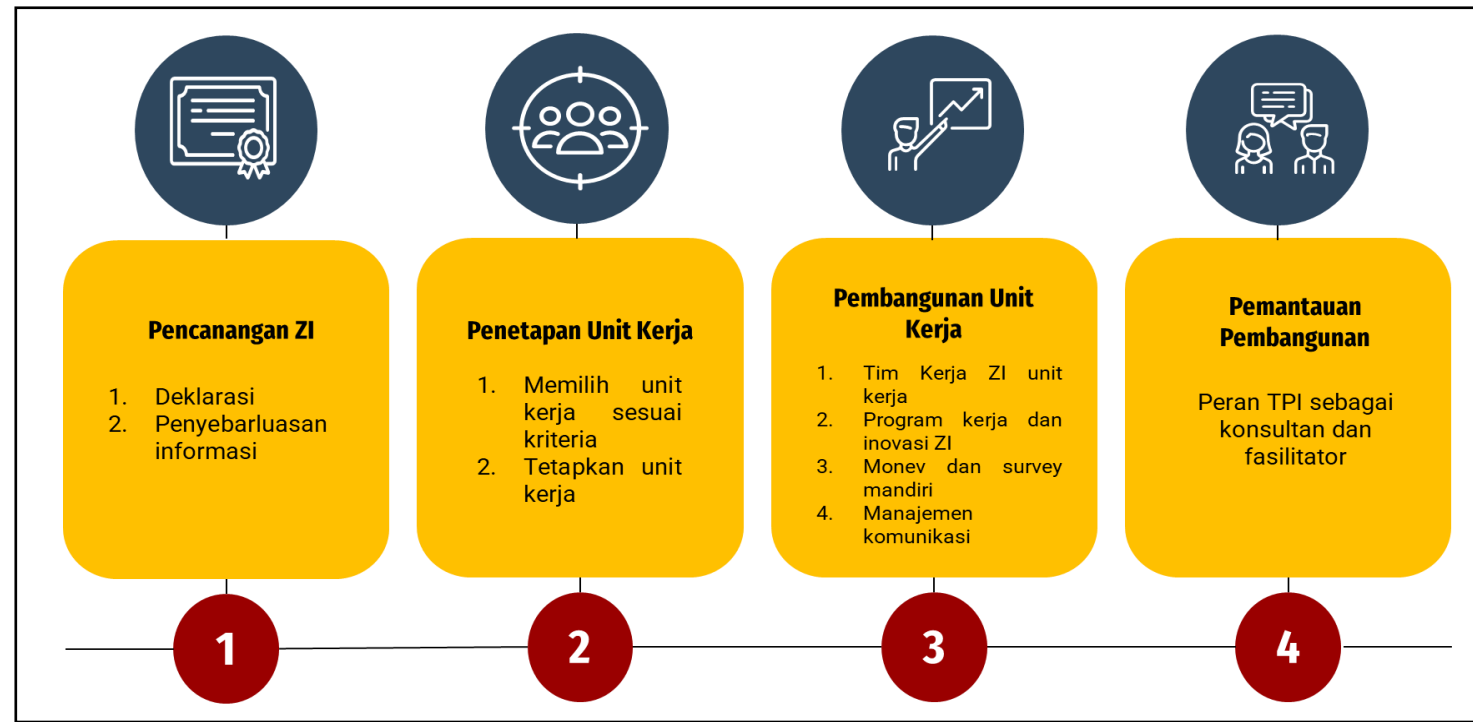 Pencanangan ZI
1. Deklarasi
2. Penyebarluasan
informasi
1
Penetapan Unit Kerja
1. Memilih unit
kerja sesuai
kriteria
2. Tetapkan unit
kerja
2
Pembangunan Unit
Kerja
1. Tim Kerja ZI unit
kerja
2. Program kerja dan
inovasi ZI
3. Monev dan survey
mandiri
4. Manajemen
komunikasi
3
Pemantauan
Pembangunan
Peran TPI sebagai
konsultan dan
fasilitator
4